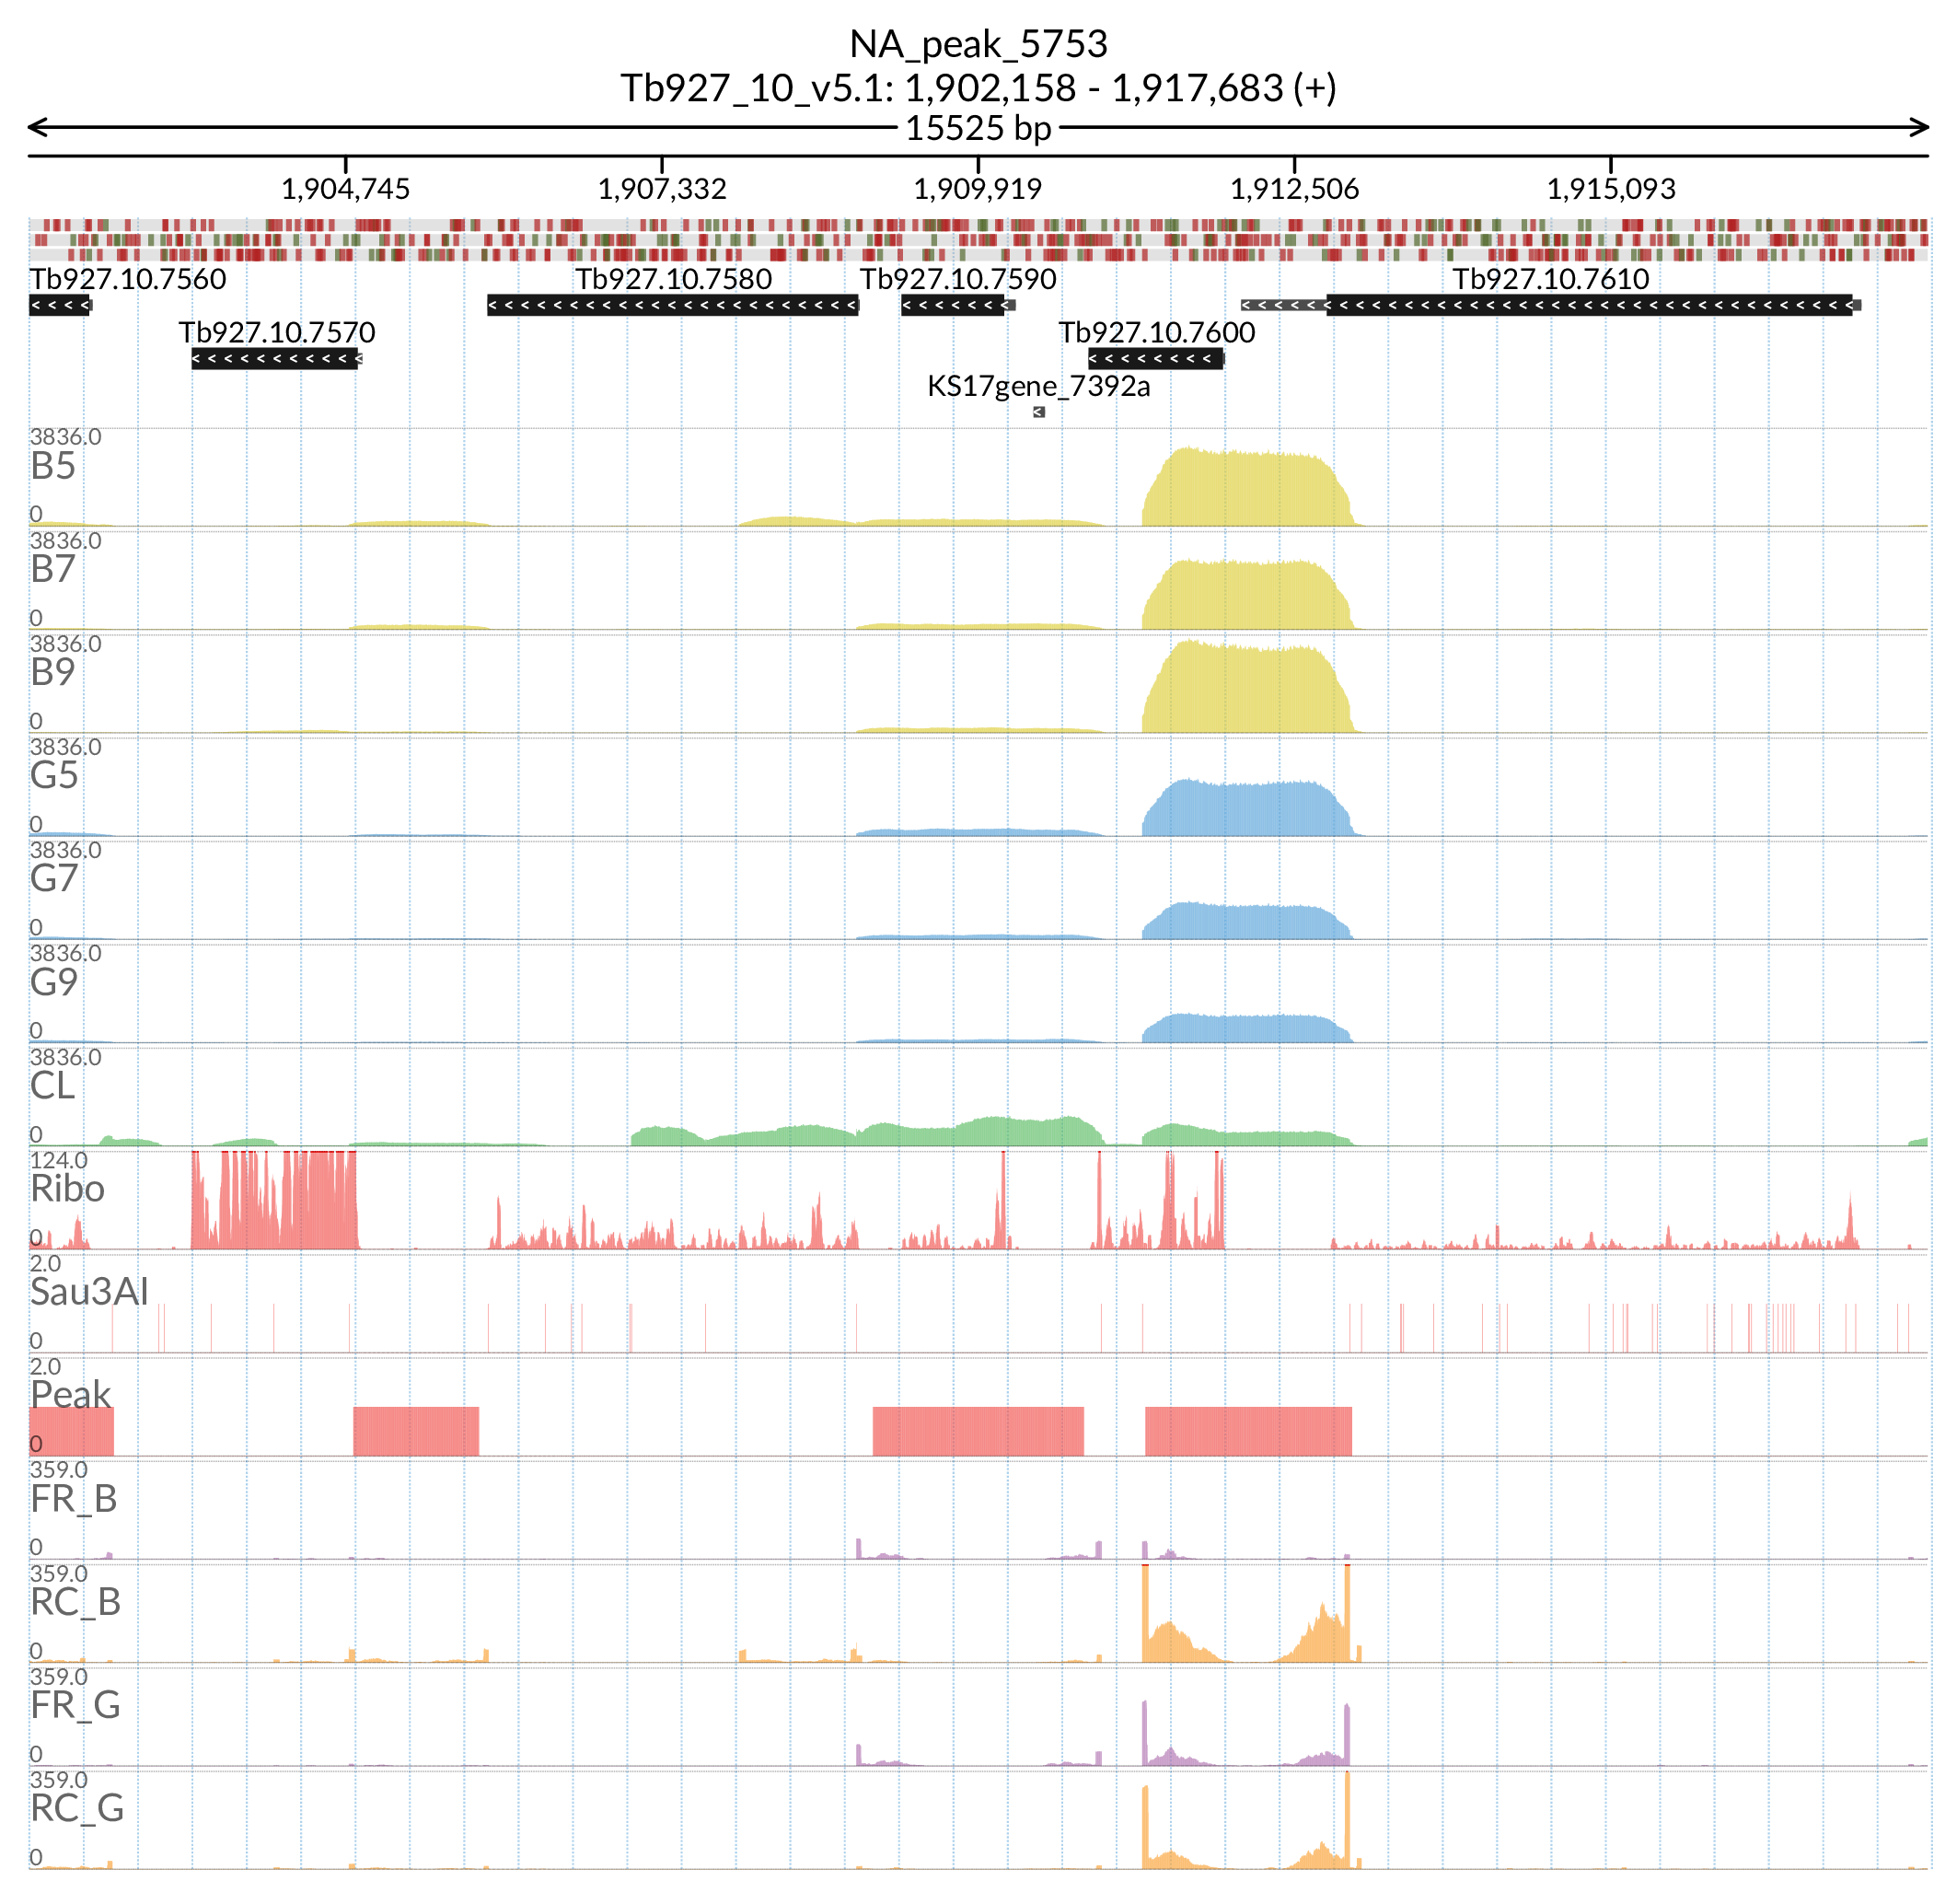 NA_peak_5753
Tb927_10_v5.1: 1,902,158 - 1,917,683 (+)
15525 bp
1,904,745 1,907,332 1,909,919 1,912,506 1,915,093
Tb927.10.7560 Tb927.10.7580 Tb927.10.7590 Tb927.10.7610
Tb927.10.7570 Tb927.10.7600
KS17gene_7392a
3836.0
B5
0
3836.0
B7
0
3836.0
B9
0
3836.0
G5
0
3836.0
G7
0
3836.0
G9
0
3836.0
CL
0
124.0
Ribo
0
2.0
Sau3AI
0
2.0
Peak
0
359.0
FR_B
0
359.0
RC_B
0
359.0
FR_G
0
359.0
RC_G
0